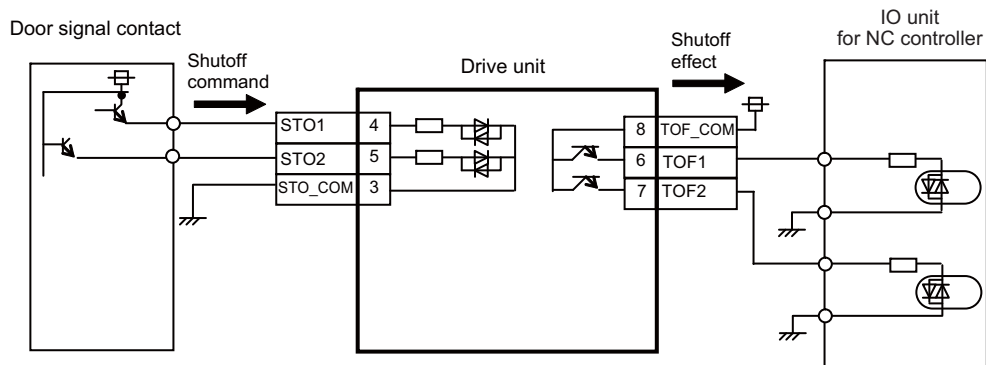 Door signal contact
Shutoff
command
Drive unit
Shutoff
effect
IO unit
for NC controller
STO1 4
STO2 5
STO_COM 3
8 TOF_COM
6 TOF1
7 TOF2